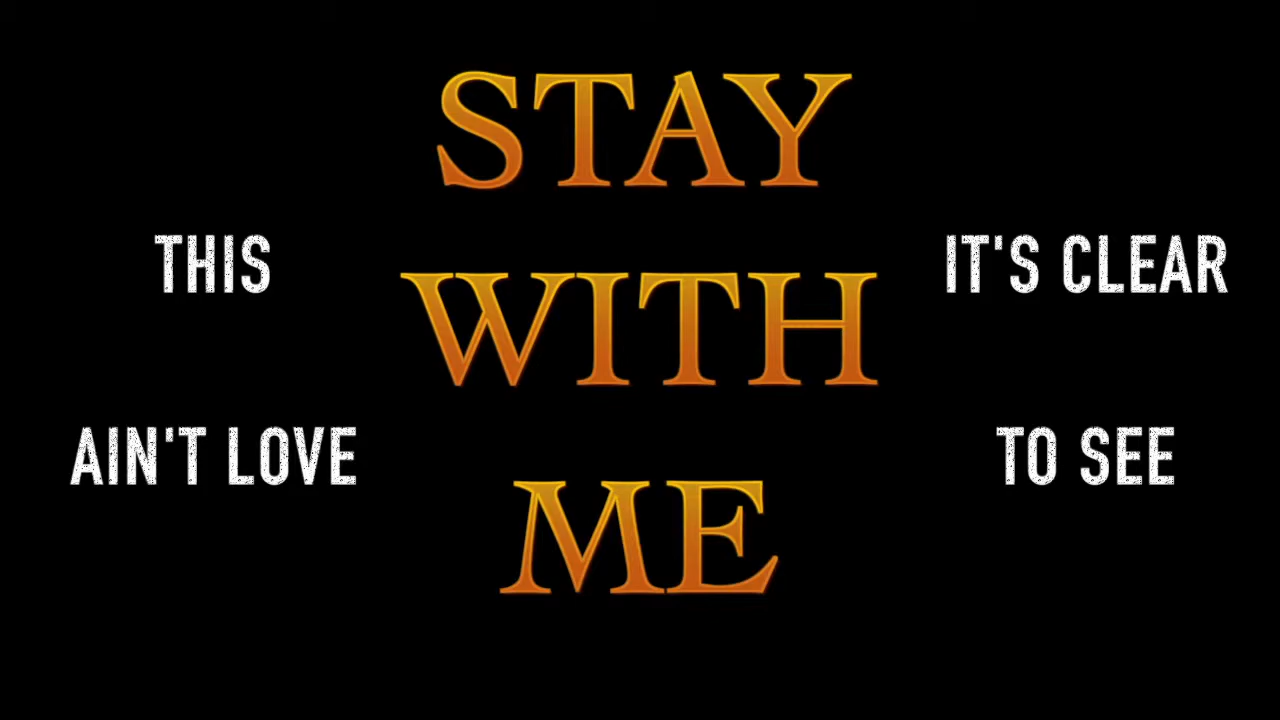 STAY
WITH
ME
THIS
AIN'T LOVE
IT'S CLEAR
TO SEE